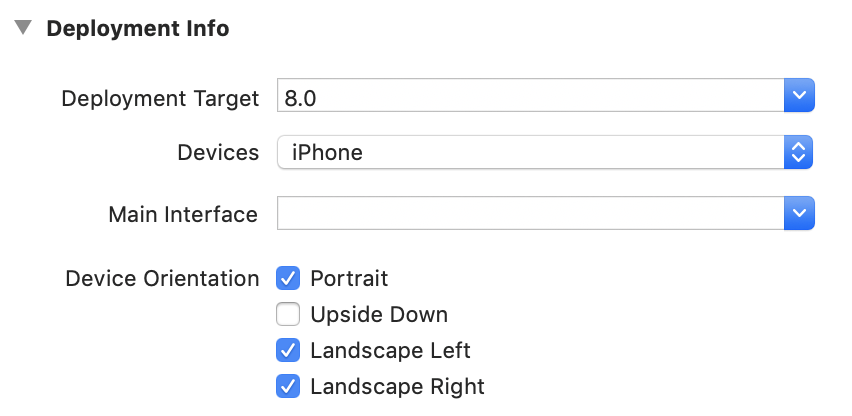 Deployment Info
Deployment Target 8.0
Devices iPhone
Main Interface
Device Orientation Portrait
Upside Down
Landscape Left
Landscape Right